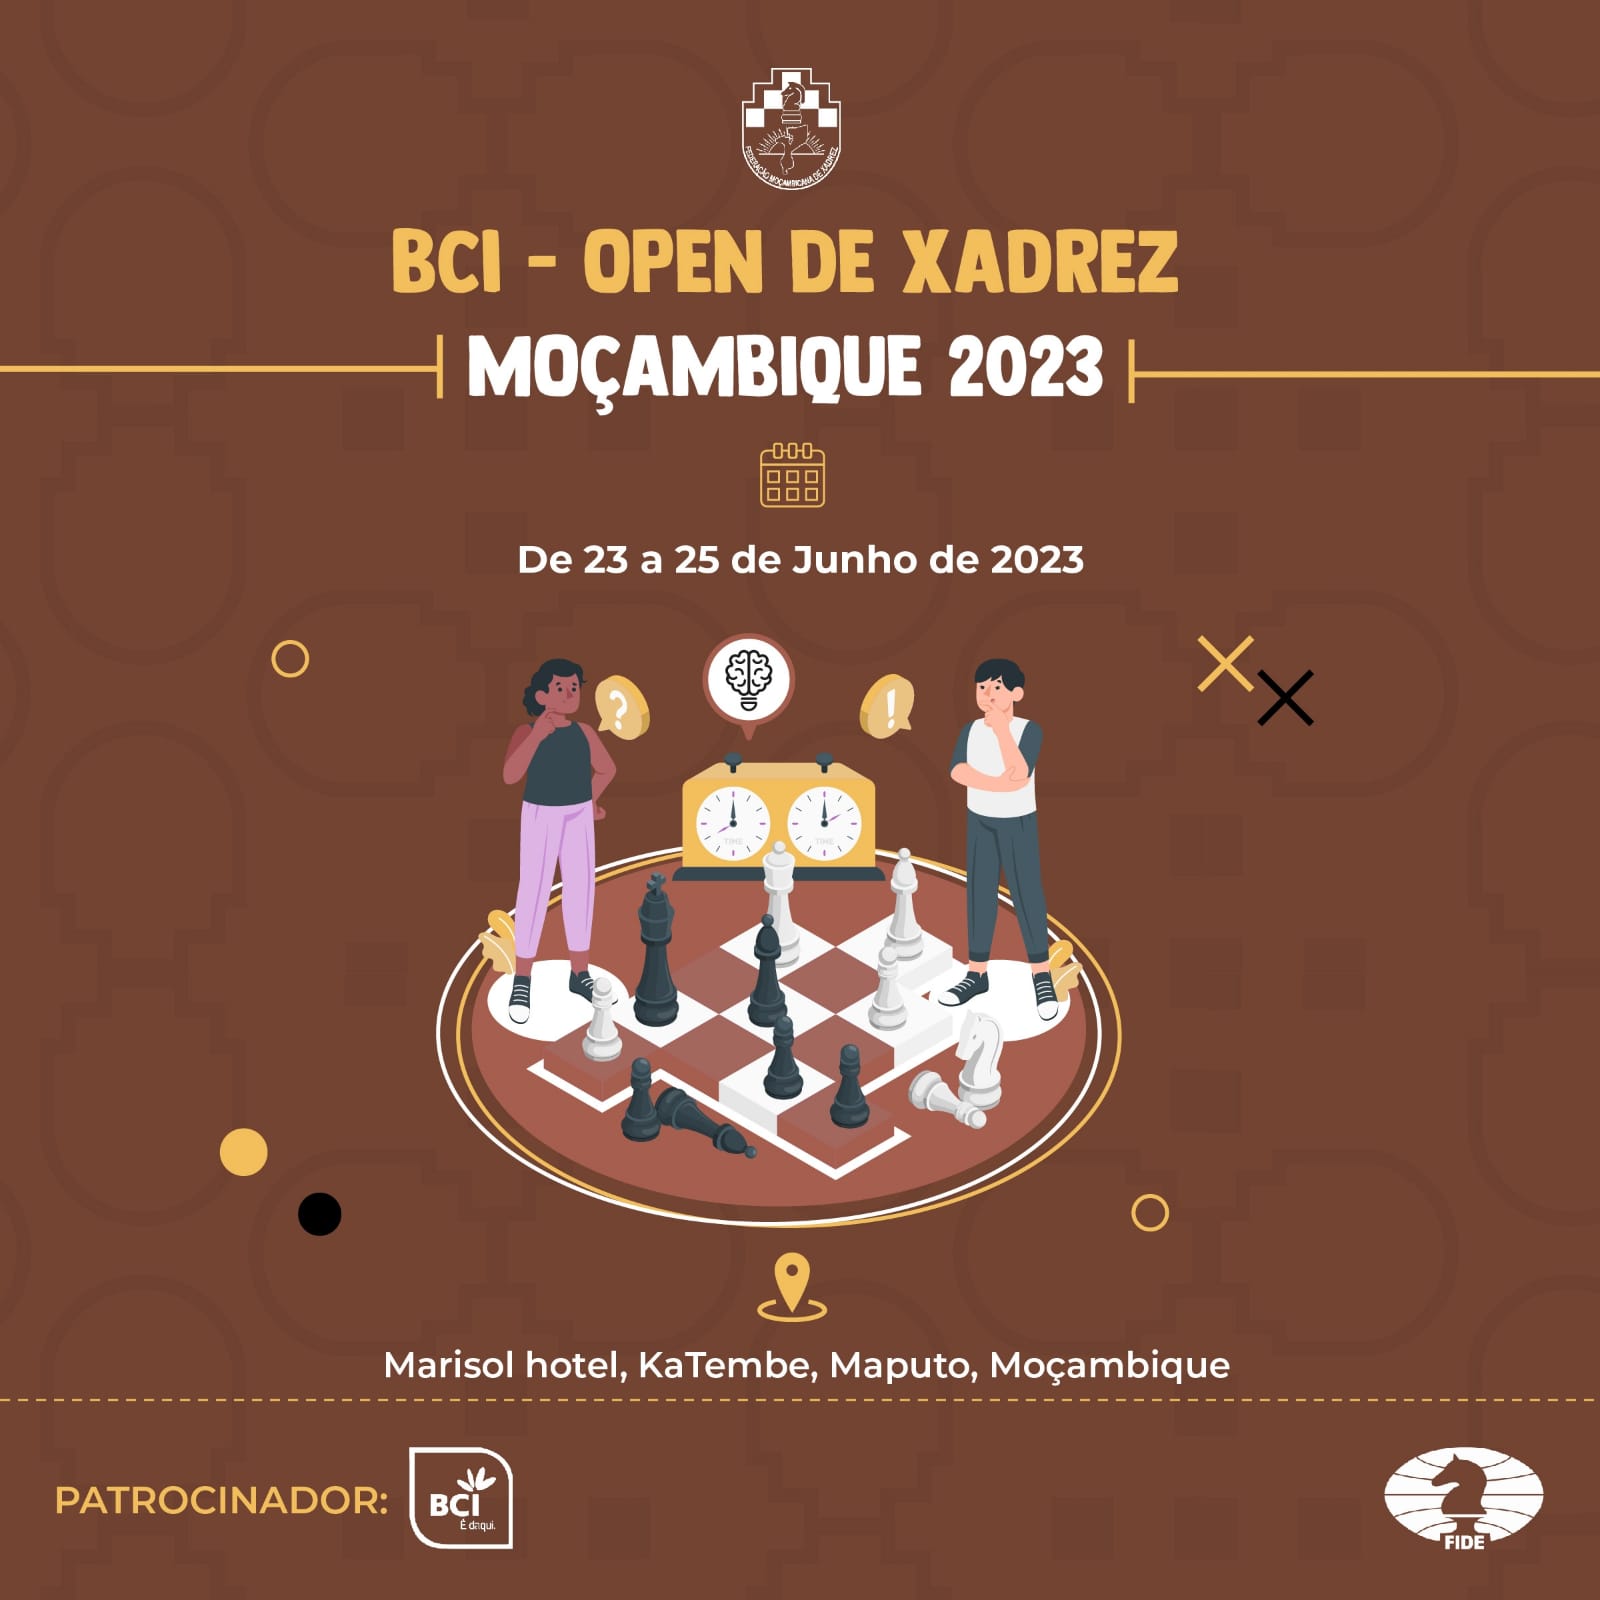 FEDERAÇÃO MOÇAMBICANA DE XADREZ
BCI - OPEN DE XADREZ
MOÇAMBIQUE 2023
De 23 a 25 de Junho de 2023
?
!
TIME
TIME
Marisol hotel, KaTembe, Maputo, Moçambique
PATROCINADOR:
BCI
É daqui.
FIDE